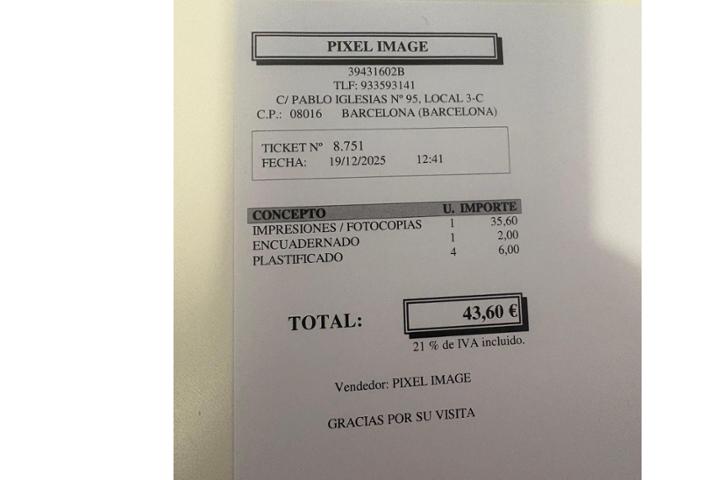 PIXEL IMAGE
39431602B
TLF: 933593141
C/ PABLO IGLESIAS Nº 95, LOCAL 3-C
C.P.: 08016 BARCELONA (BARCELONA)
TICKET Nº 8.751
FECHA: 19/12/2025 12:41
CONCEPTO U. IMPORTE
IMPRESIONES / FOTOCOPIAS 1 35,60
ENCUADERNADO 1 2,00
PLASTIFICADO 4 6,00
TOTAL: 43,60 €
21 % de IVA incluido.
Vendedor: PIXEL IMAGE
GRACIAS POR SU VISITA